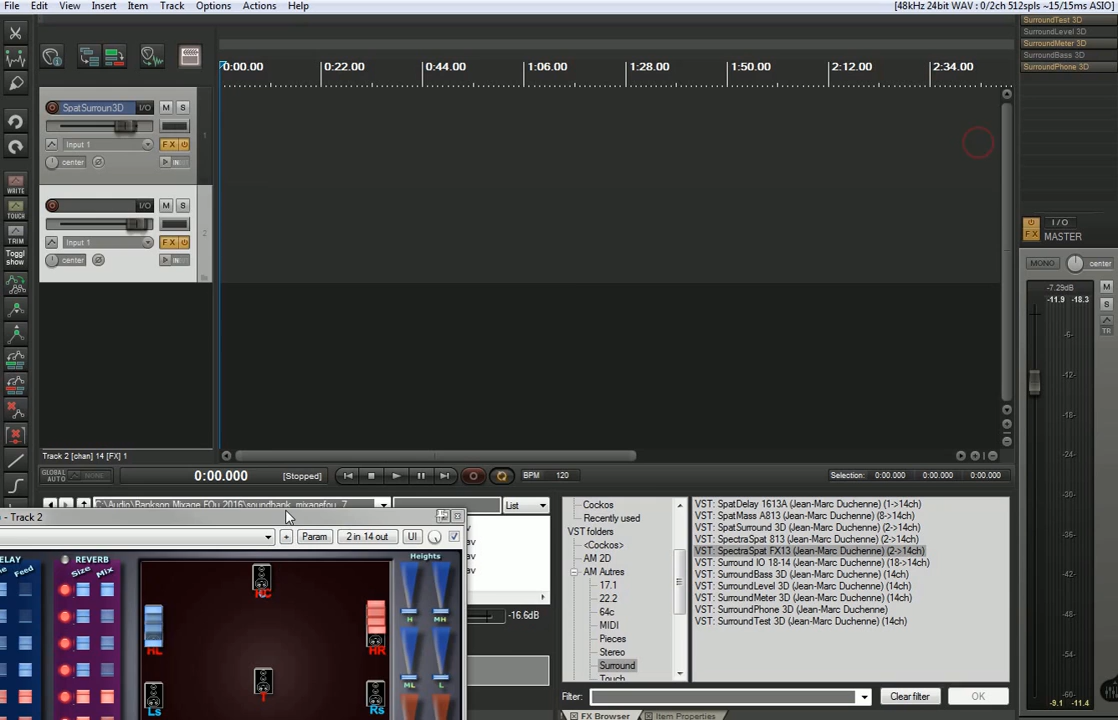 File Edit View Insert Item Track Options Actions Help
[48kHz 24bit WAV : 0/2ch 512spls ~15/15ms ASIO]
SurroundTest 3D
SurroundLevel 3D
SurroundMeter 3D
SurroundBass 3D
SurroundPhone 3D
0:00.00 0:22.00 0:44.00 1:06.00 1:28.00 1:50.00 2:12.00 2:34.00
SpatSurroun3D I/O M S
1
Input 1 FX
center IN
WRITE
TOUCH
TRIM
Toggl
show
I/O M S
2
Input 1 FX
center IN
I/O
FX MASTER
MONO center
-7.29dB
-11.9 -18.3
M
S
TR
-6-
-12-
-18-
-24-
-30-
-36-
-42-
-48-
-54-
-60-
-9.1 -11.4
Track 2 [chan] 14 [FX] 1
GLOBAL
AUTO NONE
0:00.000 [Stopped]
BPM 120
Selection: 0:00.000 0:00.000 0:00.000
List
- Track 2
+ Param 2 in 14 out UI
-16.6dB
ELAY REVERB
Feed Size Mix
Heights
H MH
ML L
HC
HL HR
T
Ls Rs
Cockos
Recently used
VST folders
<Cockos>
AM 2D
AM Autres
17.1
22.2
64c
MIDI
Pieces
Stereo
Surround
Touch
VST: SpatDelay 1613A (Jean-Marc Duchenne) (1->14ch)
VST: SpatMass A813 (Jean-Marc Duchenne) (8->14ch)
VST: SpatSurround 3D (Jean-Marc Duchenne) (2->14ch)
VST: SpectraSpat 813 (Jean-Marc Duchenne) (2->14ch)
VST: SpectraSpat FX13 (Jean-Marc Duchenne) (2->14ch)
VST: Surround IO 18-14 (Jean-Marc Duchenne) (18->14ch)
VST: SurroundBass 3D (Jean-Marc Duchenne) (14ch)
VST: SurroundLevel 3D (Jean-Marc Duchenne) (14ch)
VST: SurroundMeter 3D (Jean-Marc Duchenne) (14ch)
VST: SurroundPhone 3D (Jean-Marc Duchenne)
VST: SurroundTest 3D (Jean-Marc Duchenne) (14ch)
Filter: Clear filter OK
FX Browser Item Properties